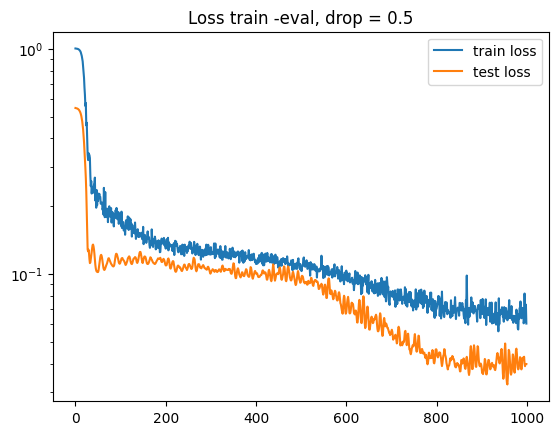 Loss train -eval, drop = 0.5
train loss
test loss
10⁰
10⁻¹
0 200 400 600 800 1000